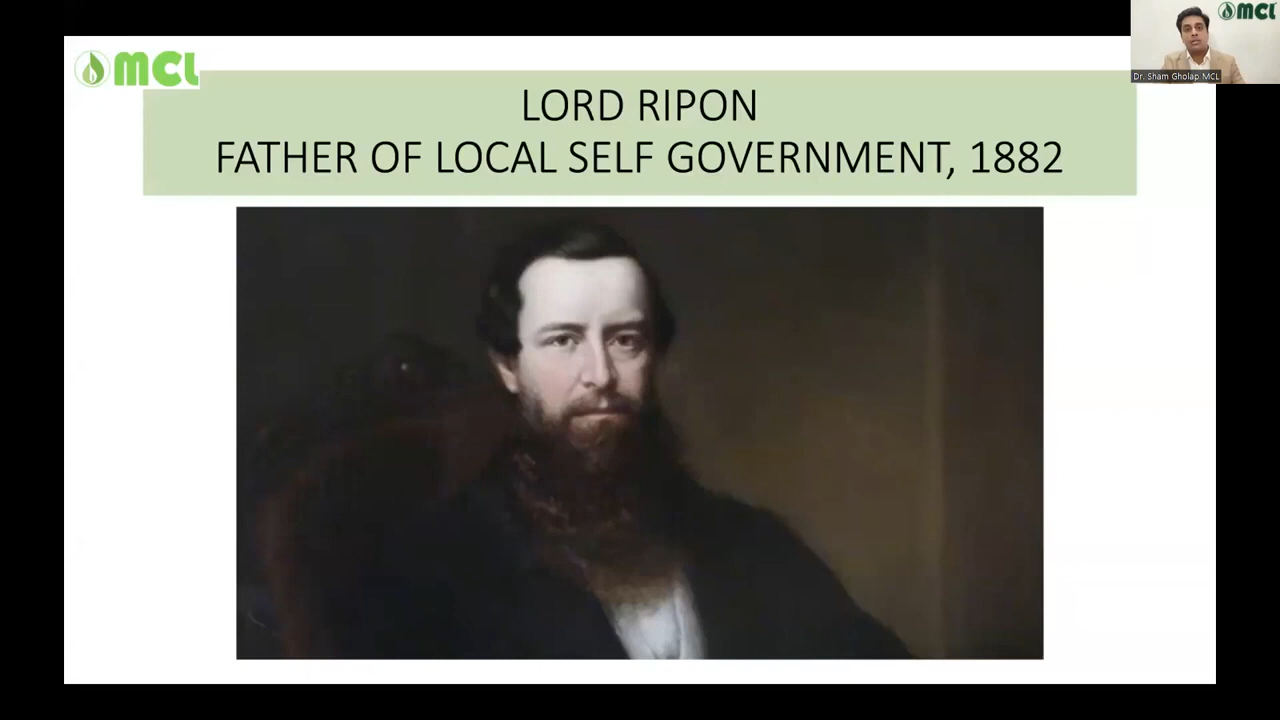 MCL
LORD RIPON
FATHER OF LOCAL SELF GOVERNMENT, 1882
MCL
Dr. Sham Gholap MCL